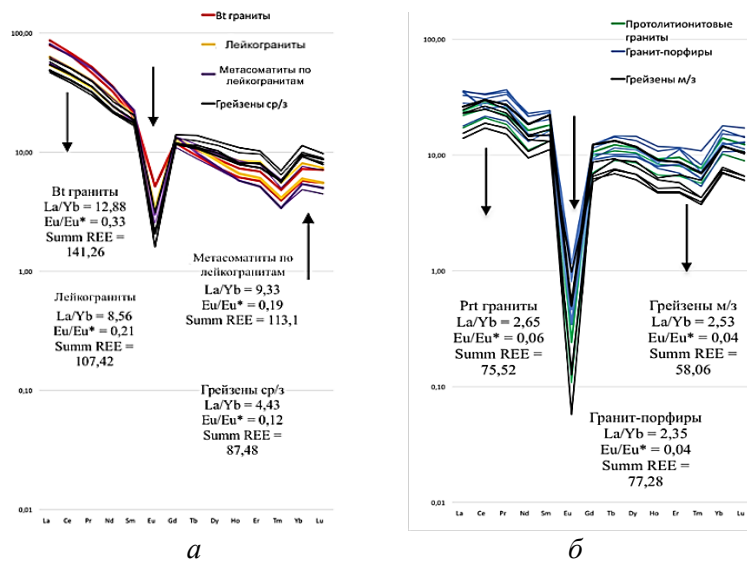 Bt граниты
Лейкограниты
Метасоматиты по
лейкогранитам
Грейзены ср/з
100,00
10,00
1,00
0,10
0,01
Bt граниты
La/Yb = 12,88
Eu/Eu* = 0,33
Summ REE =
141,26
Лейкограниты
La/Yb = 8,56
Eu/Eu* = 0,21
Summ REE =
107,42
Метасоматиты по
лейкогранитам
La/Yb = 9,33
Eu/Eu* = 0,19
Summ REE = 113,1
Грейзены ср/з
La/Yb = 4,43
Eu/Eu* = 0,12
Summ REE =
87,48
La Ce Pr Nd Sm Eu Gd Tb Dy Ho Er Tm Yb Lu
а
Протолитионитовые
граниты
Гранит-порфиры
Грейзены м/з
100,00
10,00
1,00
0,10
0,01
Prt граниты
La/Yb = 2,65
Eu/Eu* = 0,06
Summ REE =
75,52
Грейзены м/з
La/Yb = 2,53
Eu/Eu* = 0,04
Summ REE =
58,06
Гранит-порфиры
La/Yb = 2,35
Eu/Eu* = 0,04
Summ REE =
77,28
La Ce Pr Nd Sm Eu Gd Tb Dy Ho Er Tm Yb Lu
б